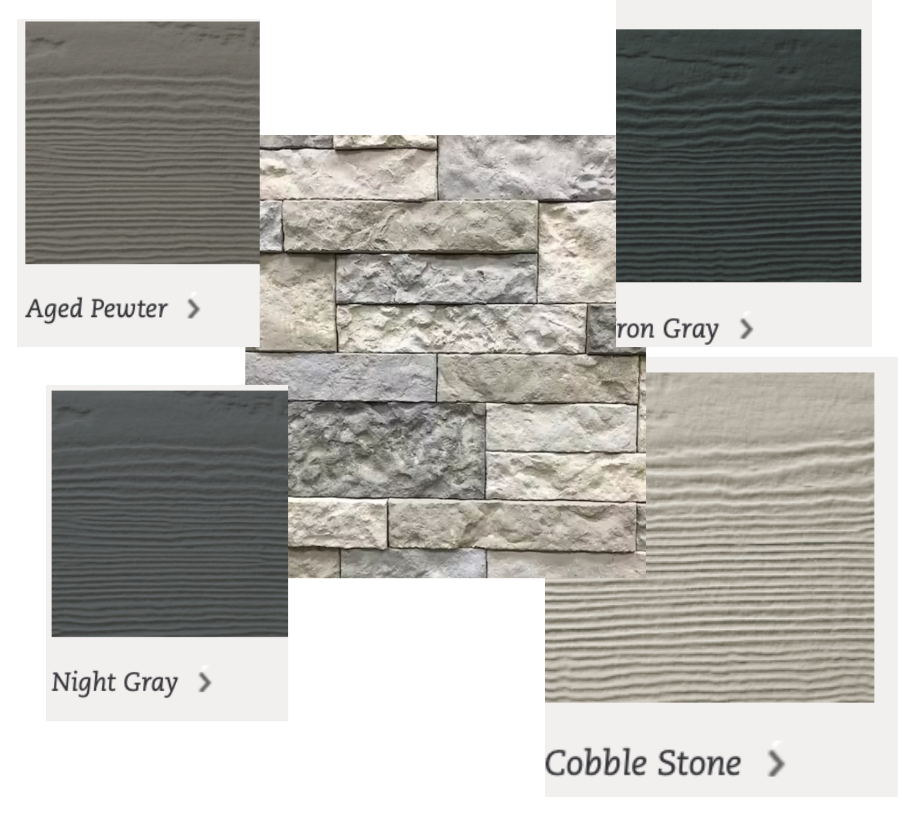 Aged Pewter
ron Gray
Night Gray
Cobble Stone